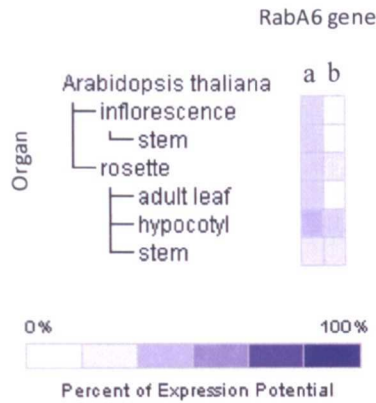 RabA6 gene
a b
Arabidopsis thaliana
inflorescence
stem
Organ
rosette
adult leaf
hypocotyl
stem
0% 100%
Percent of Expression Potential